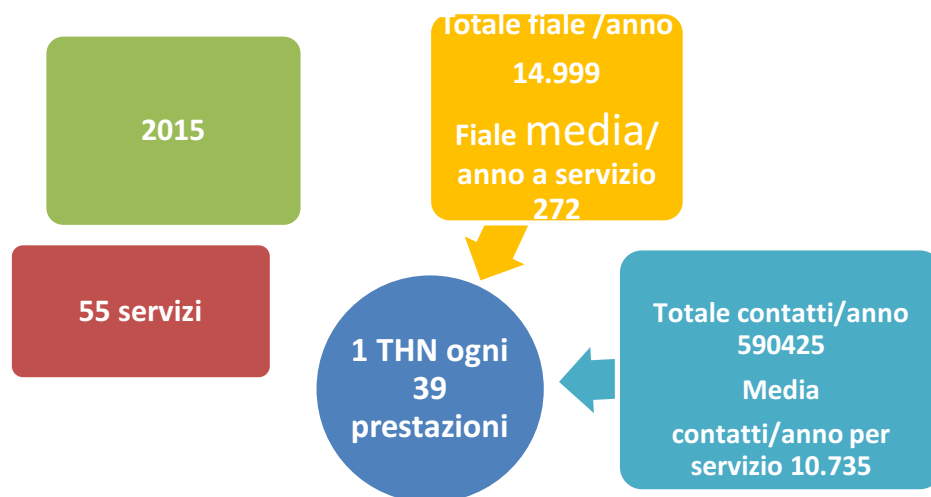 2015
55 servizi
Totale fiale /anno
14.999
Fiale media/
anno a servizio
272
1 THN ogni
39
prestazioni
Totale contatti/anno
590425
Media
contatti/anno per
servizio 10.735